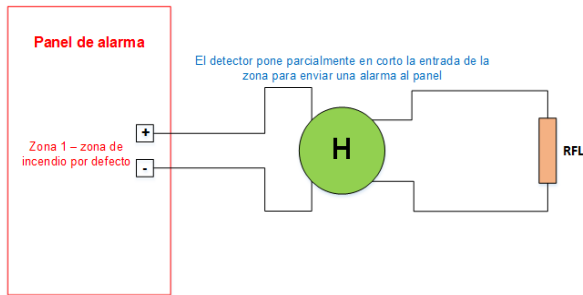 Panel de alarma
El detector pone parcialmente en corto la entrada de la
zona para enviar una alarma al panel
+
Zona 1 – zona de
incendio por defecto
-
H
RFL